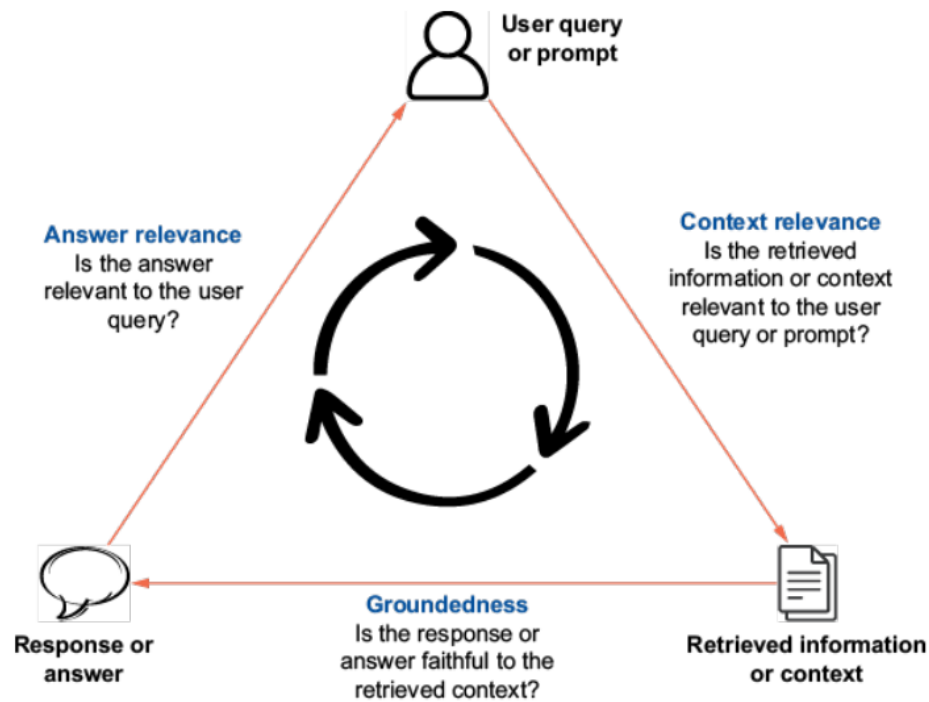 User query
or prompt
Answer relevance
Is the answer
relevant to the user
query?
Context relevance
Is the retrieved
information or context
relevant to the user
query or prompt?
Response or
answer
Groundedness
Is the response or
answer faithful to the
retrieved context?
Retrieved information
or context